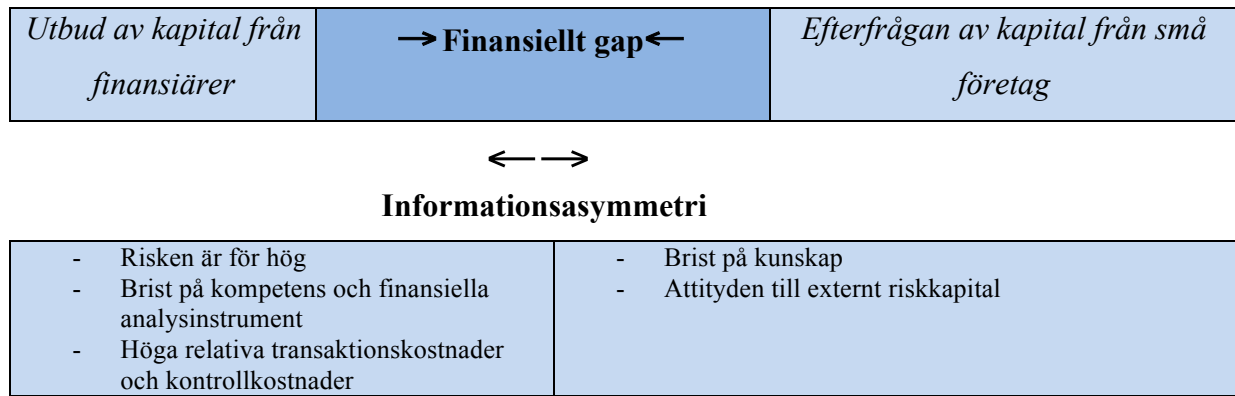 Utbud av kapital från
finansiärer
→ Finansiellt gap ←
Efterfrågan av kapital från små
företag
← →
Informationsasymmetri
- Risken är för hög
- Brist på kompetens och finansiella
analysinstrument
- Höga relativa transaktionskostnader
och kontrollkostnader
- Brist på kunskap
- Attityden till externt riskkapital